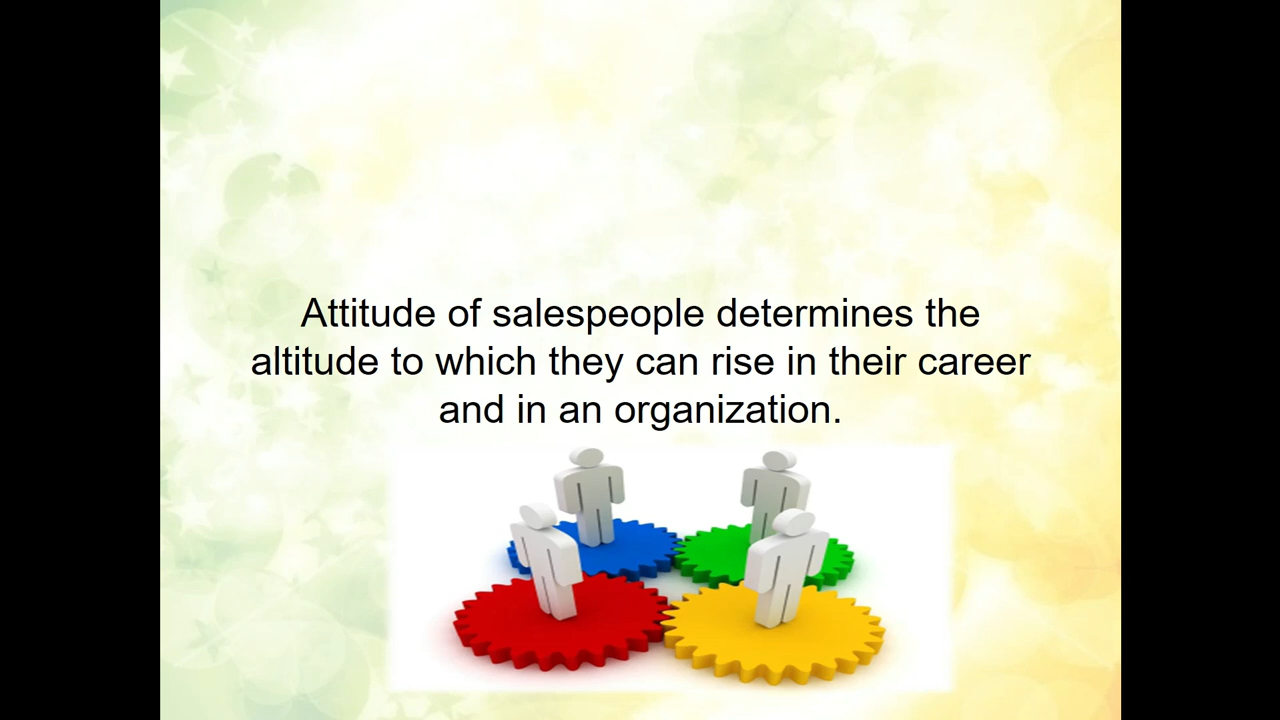 Attitude of salespeople determines the
altitude to which they can rise in their career
and in an organization.